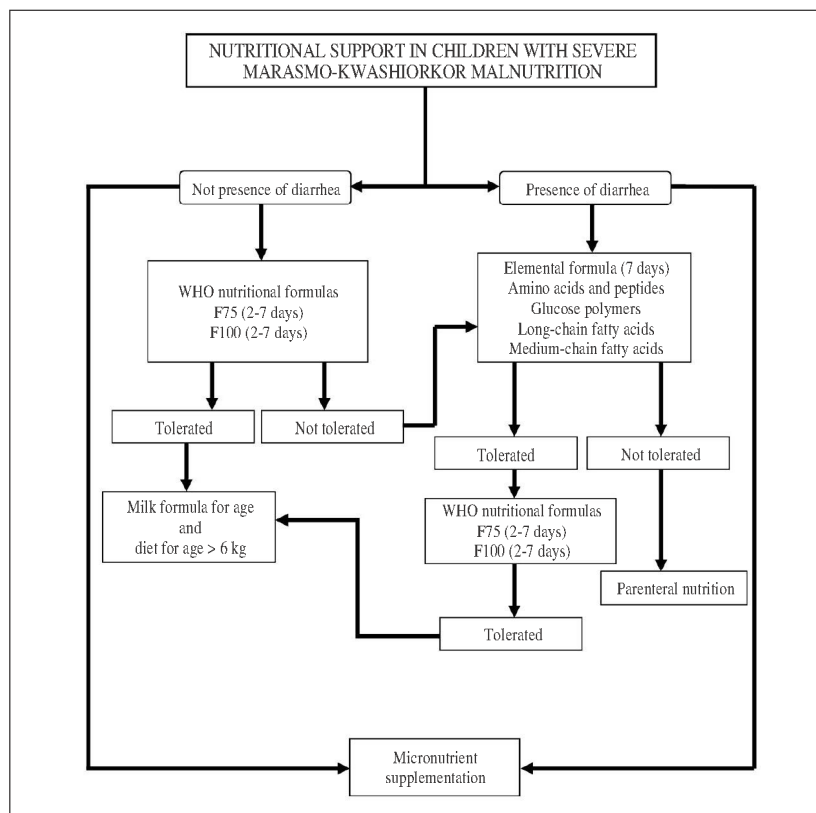 NUTRITIONAL SUPPORT IN CHILDREN WITH SEVERE
MARASMO-KWASHIORKOR MALNUTRITION
Not presence of diarrhea
Presence of diarrhea
WHO nutritional formulas
F75 (2-7 days)
F100 (2-7 days)
Elemental formula (7 days)
Amino acids and peptides
Glucose polymers
Long-chain fatty acids
Medium-chain fatty acids
Tolerated
Not tolerated
Tolerated
Not tolerated
Milk formula for age
and
diet for age > 6 kg
WHO nutritional formulas
F75 (2-7 days)
F100 (2-7 days)
Parenteral nutrition
Tolerated
Micronutrient
supplementation